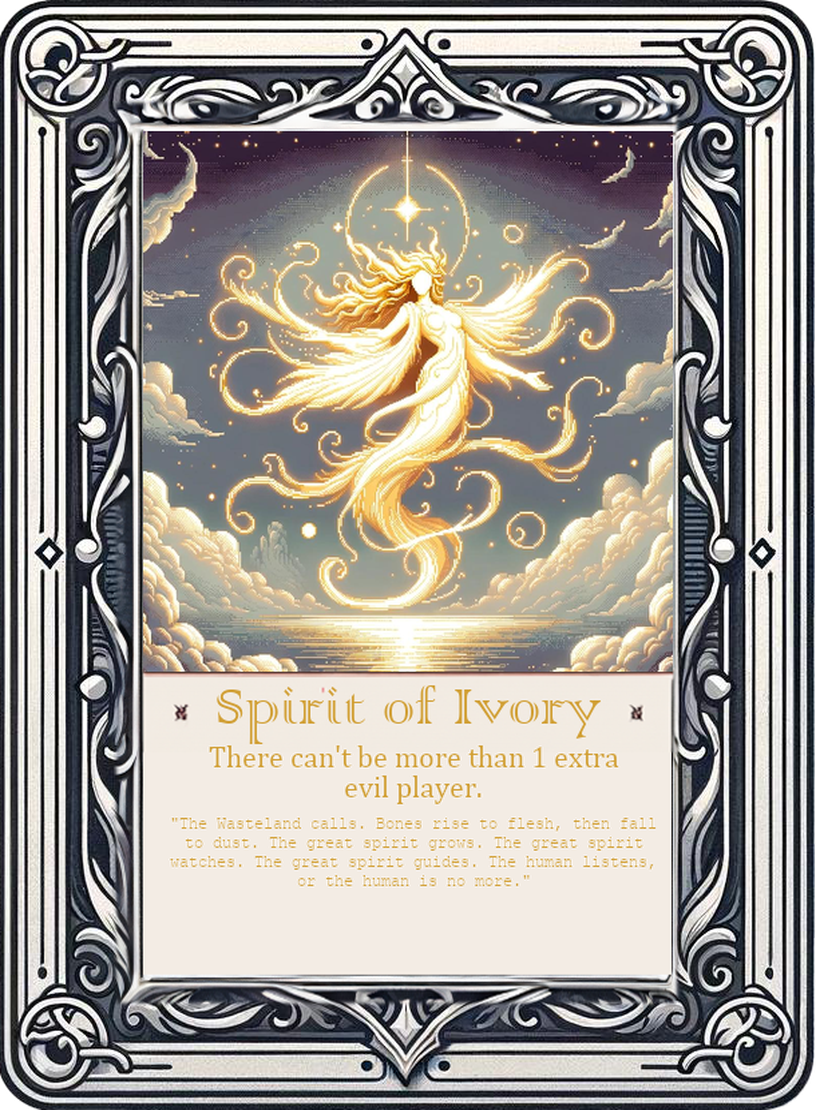 Spirit of Ivory
There can't be more than 1 extra
evil player.
"The Wasteland calls. Bones rise to flesh, then fall
to dust. The great spirit grows. The great spirit
watches. The great spirit guides. The human listens,
or the human is no more."